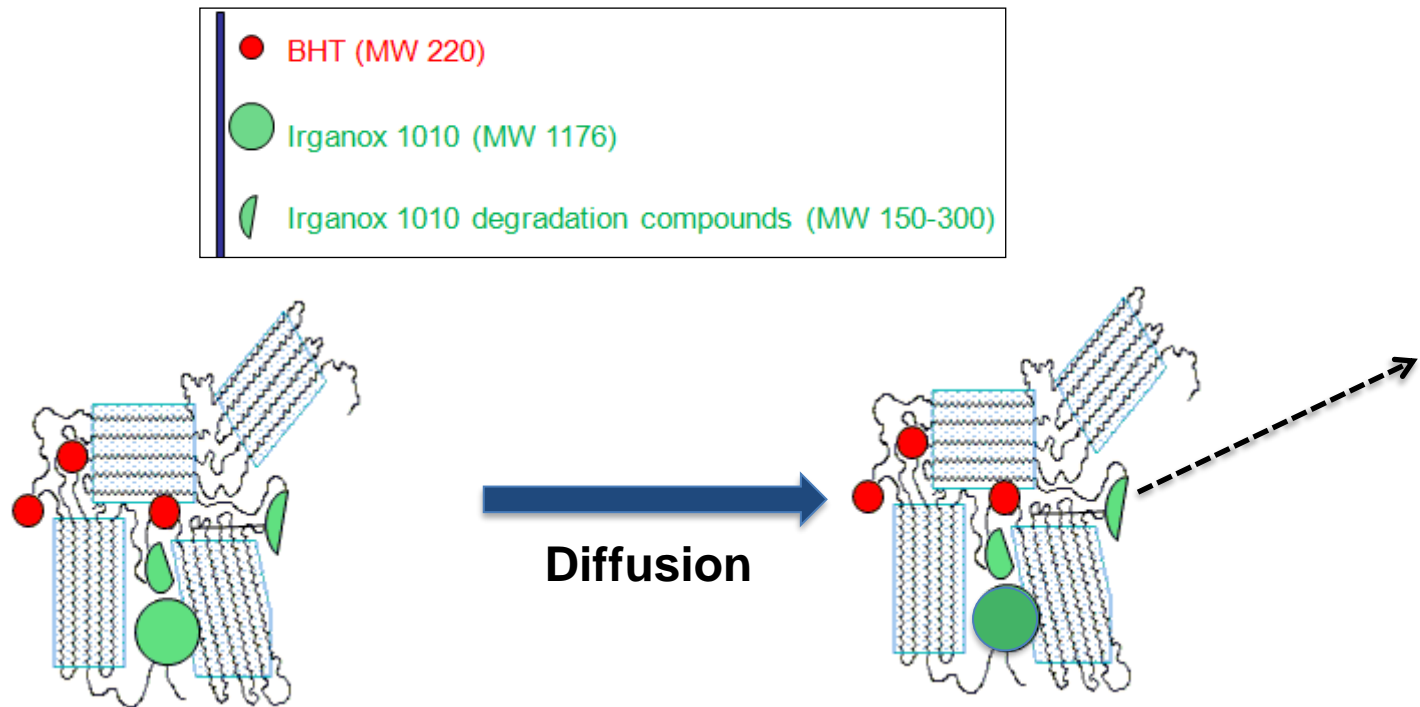 BHT (MW 220)
Irganox 1010 (MW 1176)
Irganox 1010 degradation compounds (MW 150-300)
Diffusion